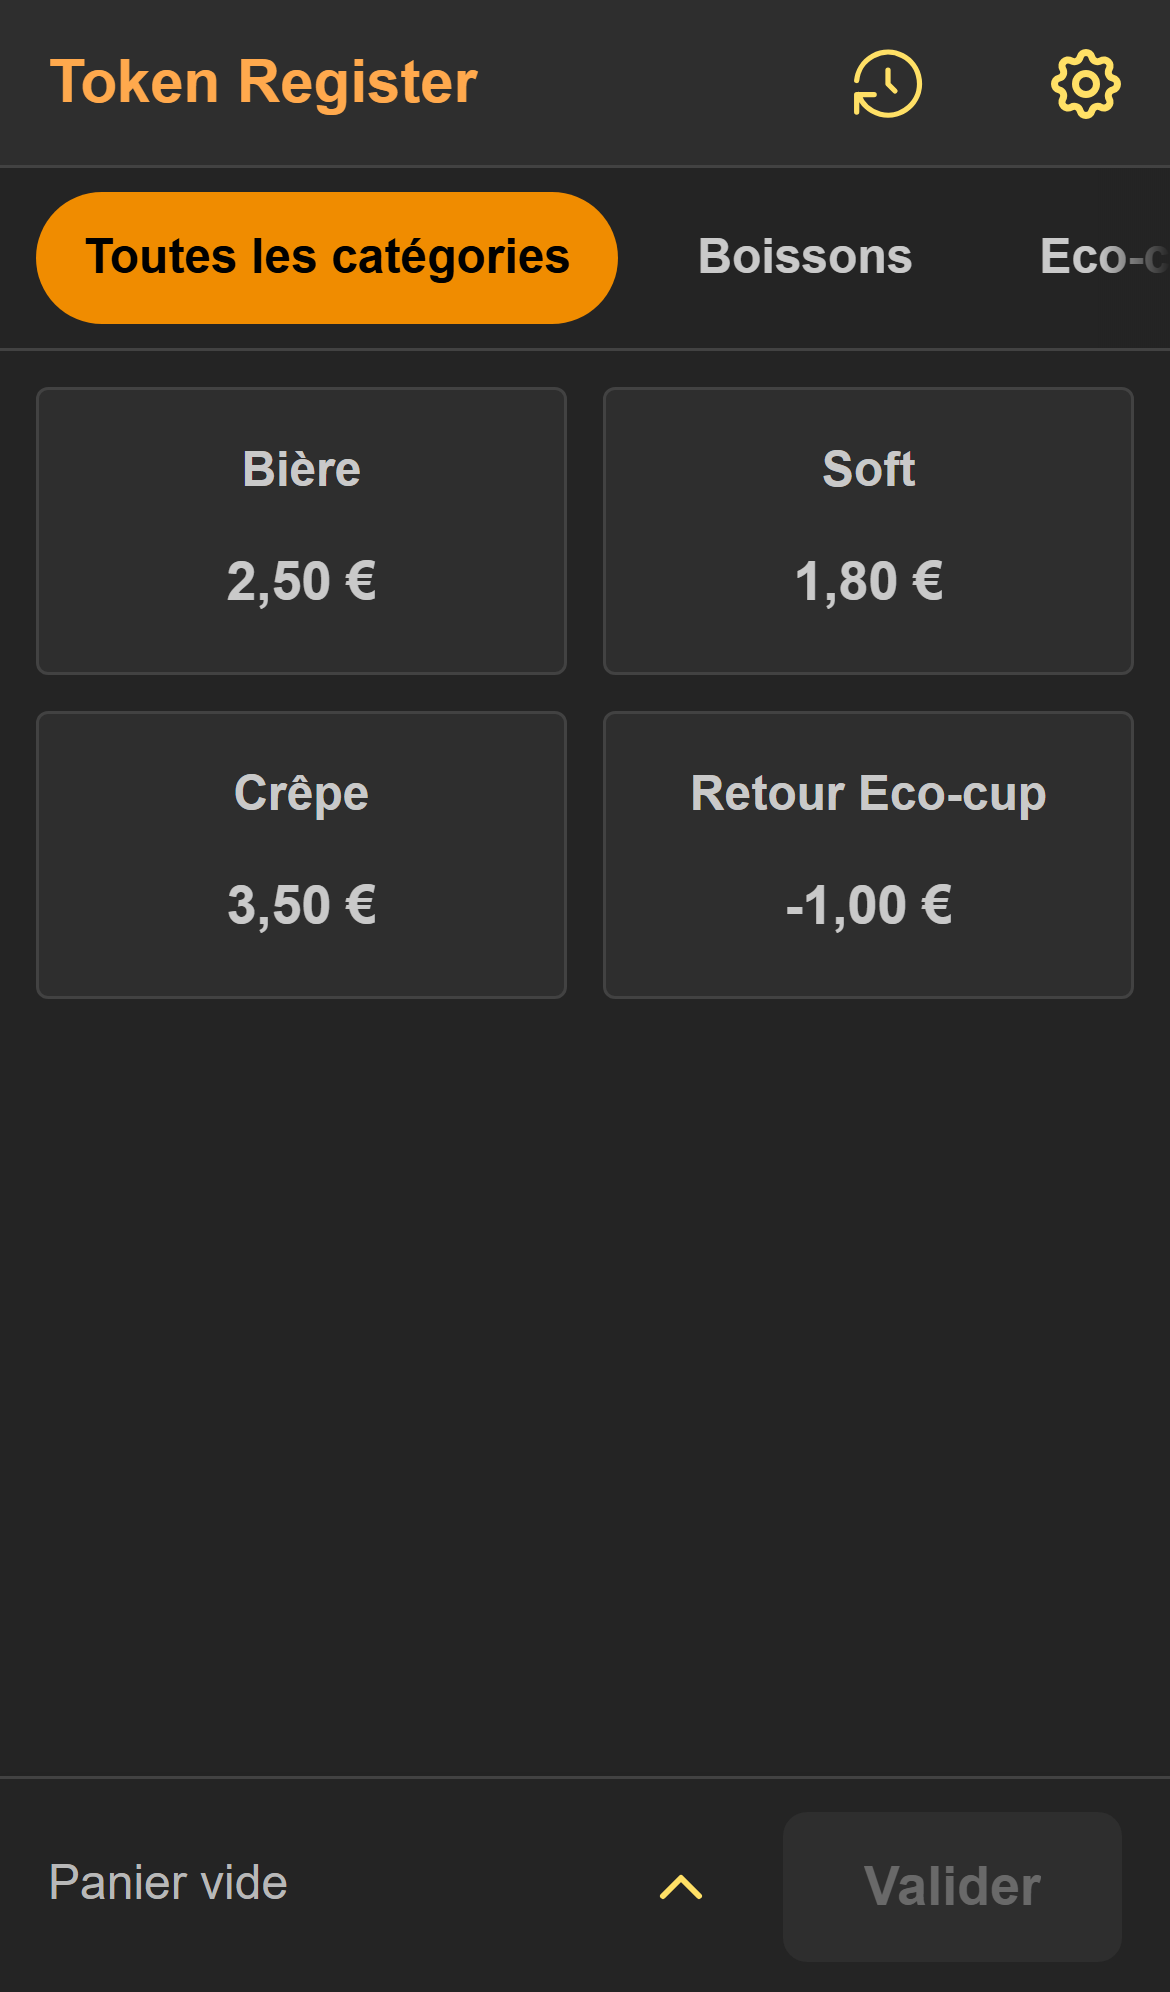 Token Register
Toutes les catégories Boissons
Bière
2,50 €
Soft
1,80 €
Crêpe
3,50 €
Retour Eco-cup
-1,00 €
Panier vide
Valider